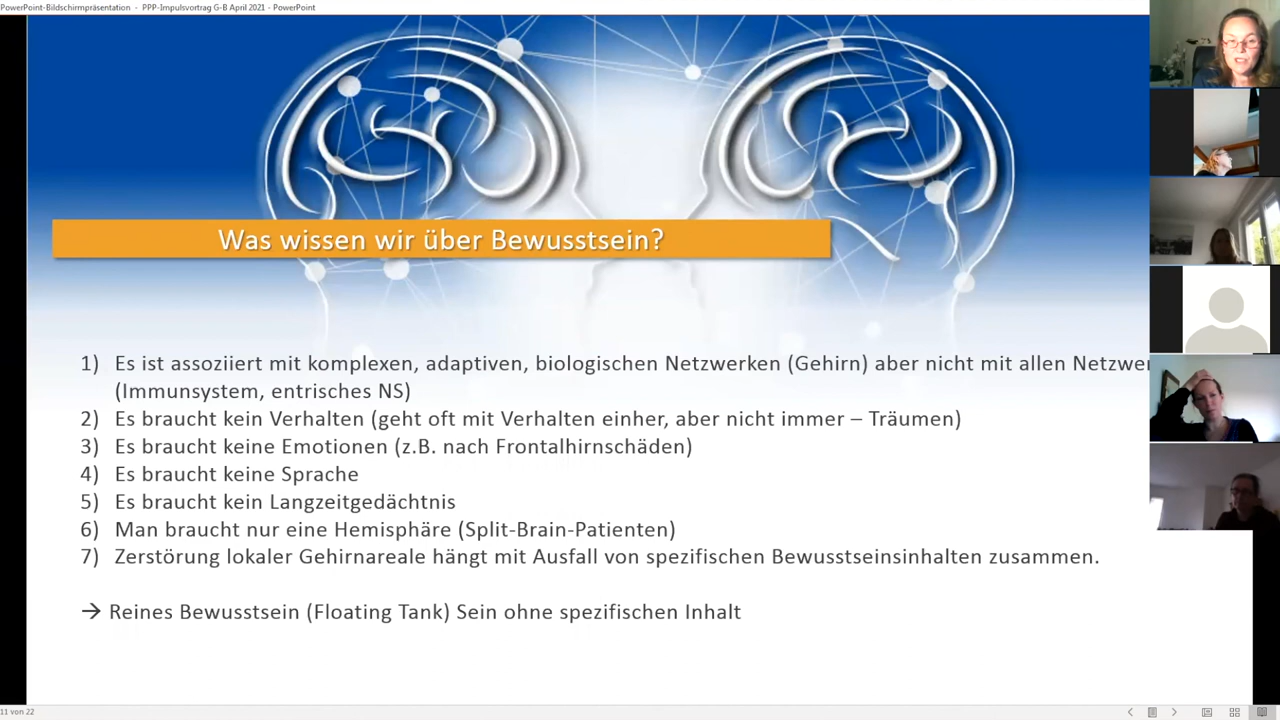 PowerPoint-Bildschirmpräsentation - PPP-Impulsvortrag G-B April 2021 - PowerPoint
Was wissen wir über Bewusstsein?
1) Es ist assoziiert mit komplexen, adaptiven, biologischen Netzwerken (Gehirn) aber nicht mit allen Netzwer
(Immunsystem, entrisches NS)
2) Es braucht kein Verhalten (geht oft mit Verhalten einher, aber nicht immer – Träumen)
3) Es braucht keine Emotionen (z.B. nach Frontalhirnschäden)
4) Es braucht keine Sprache
5) Es braucht kein Langzeitgedächtnis
6) Man braucht nur eine Hemisphäre (Split-Brain-Patienten)
7) Zerstörung lokaler Gehirnareale hängt mit Ausfall von spezifischen Bewusstseinsinhalten zusammen.
→ Reines Bewusstsein (Floating Tank) Sein ohne spezifischen Inhalt
11 von 22